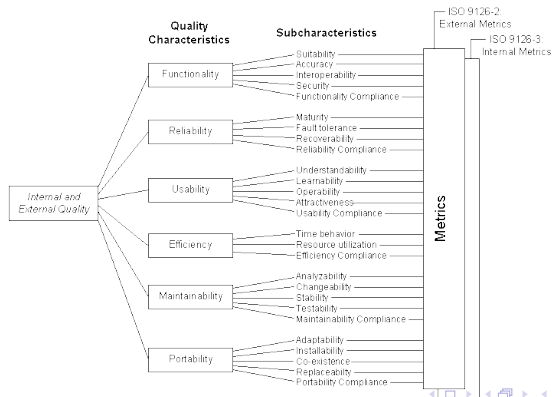 Quality
Characteristics
Subcharacteristics
ISO 9126-2:
External Metrics
ISO 9126-3:
Internal Metrics
Internal and
External Quality
Functionality
Suitability
Accuracy
Interoperability
Security
Functionality Compliance
Reliability
Maturity
Fault tolerance
Recoverability
Reliability Compliance
Usability
Understandability
Learnability
Operability
Attractiveness
Usability Compliance
Efficiency
Time behavior
Resource utilization
Efficiency Compliance
Maintainability
Analyzability
Changeability
Stability
Testability
Maintainability Compliance
Portability
Adaptability
Installability
Co-existence
Replaceabilty
Portability Compliance
Metrics